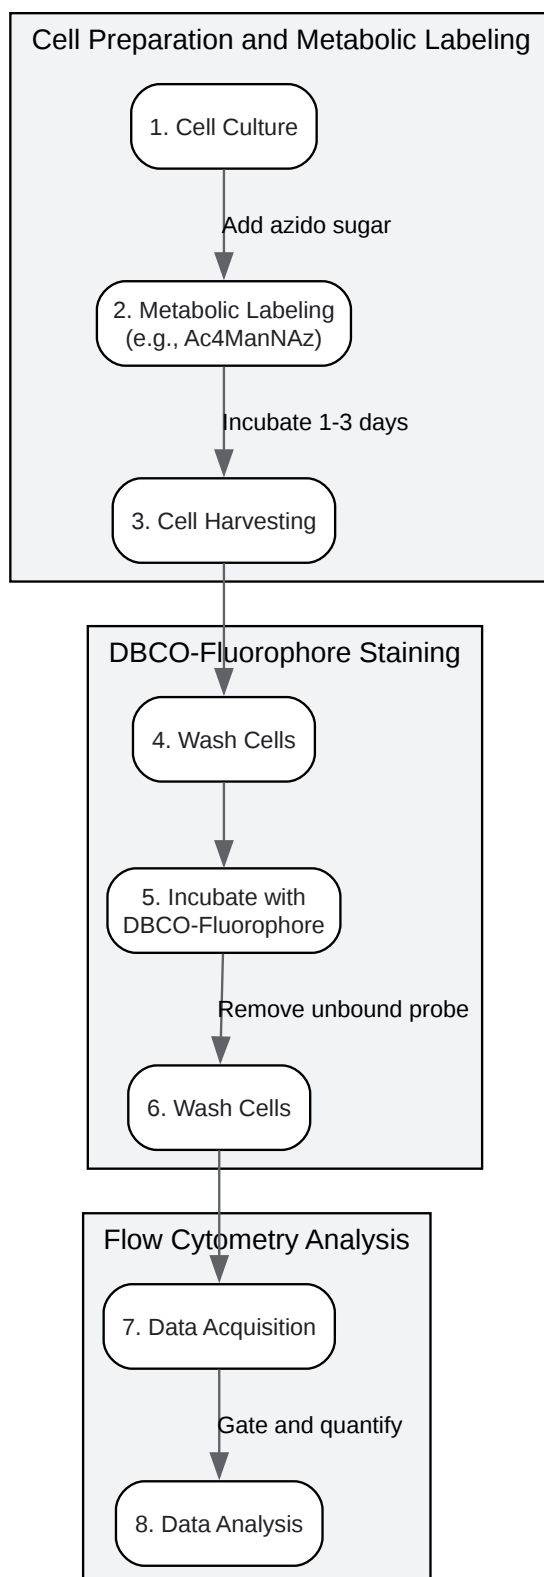 Cell Preparation and Metabolic Labeling
1. Cell Culture
Add azido sugar
2. Metabolic Labeling
(e.g., Ac4ManNAz)
Incubate 1-3 days
3. Cell Harvesting
DBCO-Fluorophore Staining
4. Wash Cells
5. Incubate with
DBCO-Fluorophore
Remove unbound probe
6. Wash Cells
Flow Cytometry Analysis
7. Data Acquisition
Gate and quantify
8. Data Analysis